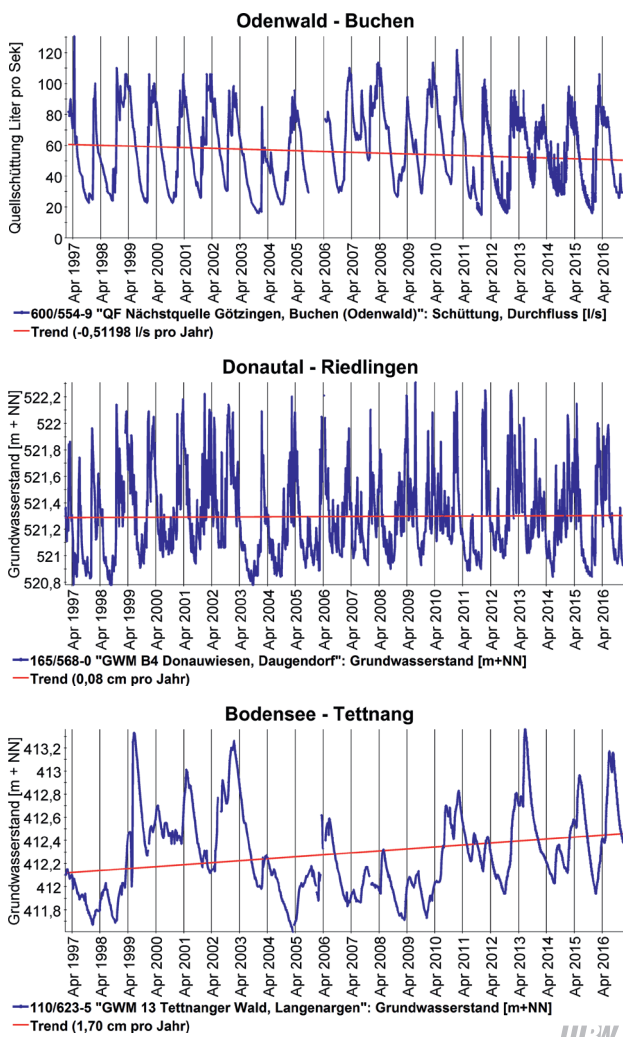 Odenwald - Buchen
Quellschüttung Liter pro Sek]
120
100
80
60
40
20
0
Apr 1997
Apr 1998
Apr 1999
Apr 2000
Apr 2001
Apr 2002
Apr 2003
Apr 2004
Apr 2005
Apr 2006
Apr 2007
Apr 2008
Apr 2009
Apr 2010
Apr 2011
Apr 2012
Apr 2013
Apr 2014
Apr 2015
Apr 2016
600/554-9 "QF Nächstquelle Götzingen, Buchen (Odenwald)": Schüttung, Durchfluss [l/s]
Trend (-0,51198 l/s pro Jahr)
Donautal - Riedlingen
Grundwasserstand [m + NN]
522,2
522
521,8
521,6
521,4
521,2
521
520,8
Apr 1997
Apr 1998
Apr 1999
Apr 2000
Apr 2001
Apr 2002
Apr 2003
Apr 2004
Apr 2005
Apr 2006
Apr 2007
Apr 2008
Apr 2009
Apr 2010
Apr 2011
Apr 2012
Apr 2013
Apr 2014
Apr 2015
Apr 2016
165/568-0 "GWM B4 Donauwiesen, Daugendorf": Grundwasserstand [m+NN]
Trend (0,08 cm pro Jahr)
Bodensee - Tettnang
Grundwasserstand [m + NN]
413,2
413
412,8
412,6
412,4
412,2
412
411,8
Apr 1997
Apr 1998
Apr 1999
Apr 2000
Apr 2001
Apr 2002
Apr 2003
Apr 2004
Apr 2005
Apr 2006
Apr 2007
Apr 2008
Apr 2009
Apr 2010
Apr 2011
Apr 2012
Apr 2013
Apr 2014
Apr 2015
Apr 2016
110/623-5 "GWM 13 Tettnanger Wald, Langenargen": Grundwasserstand [m+NN]
Trend (1,70 cm pro Jahr)